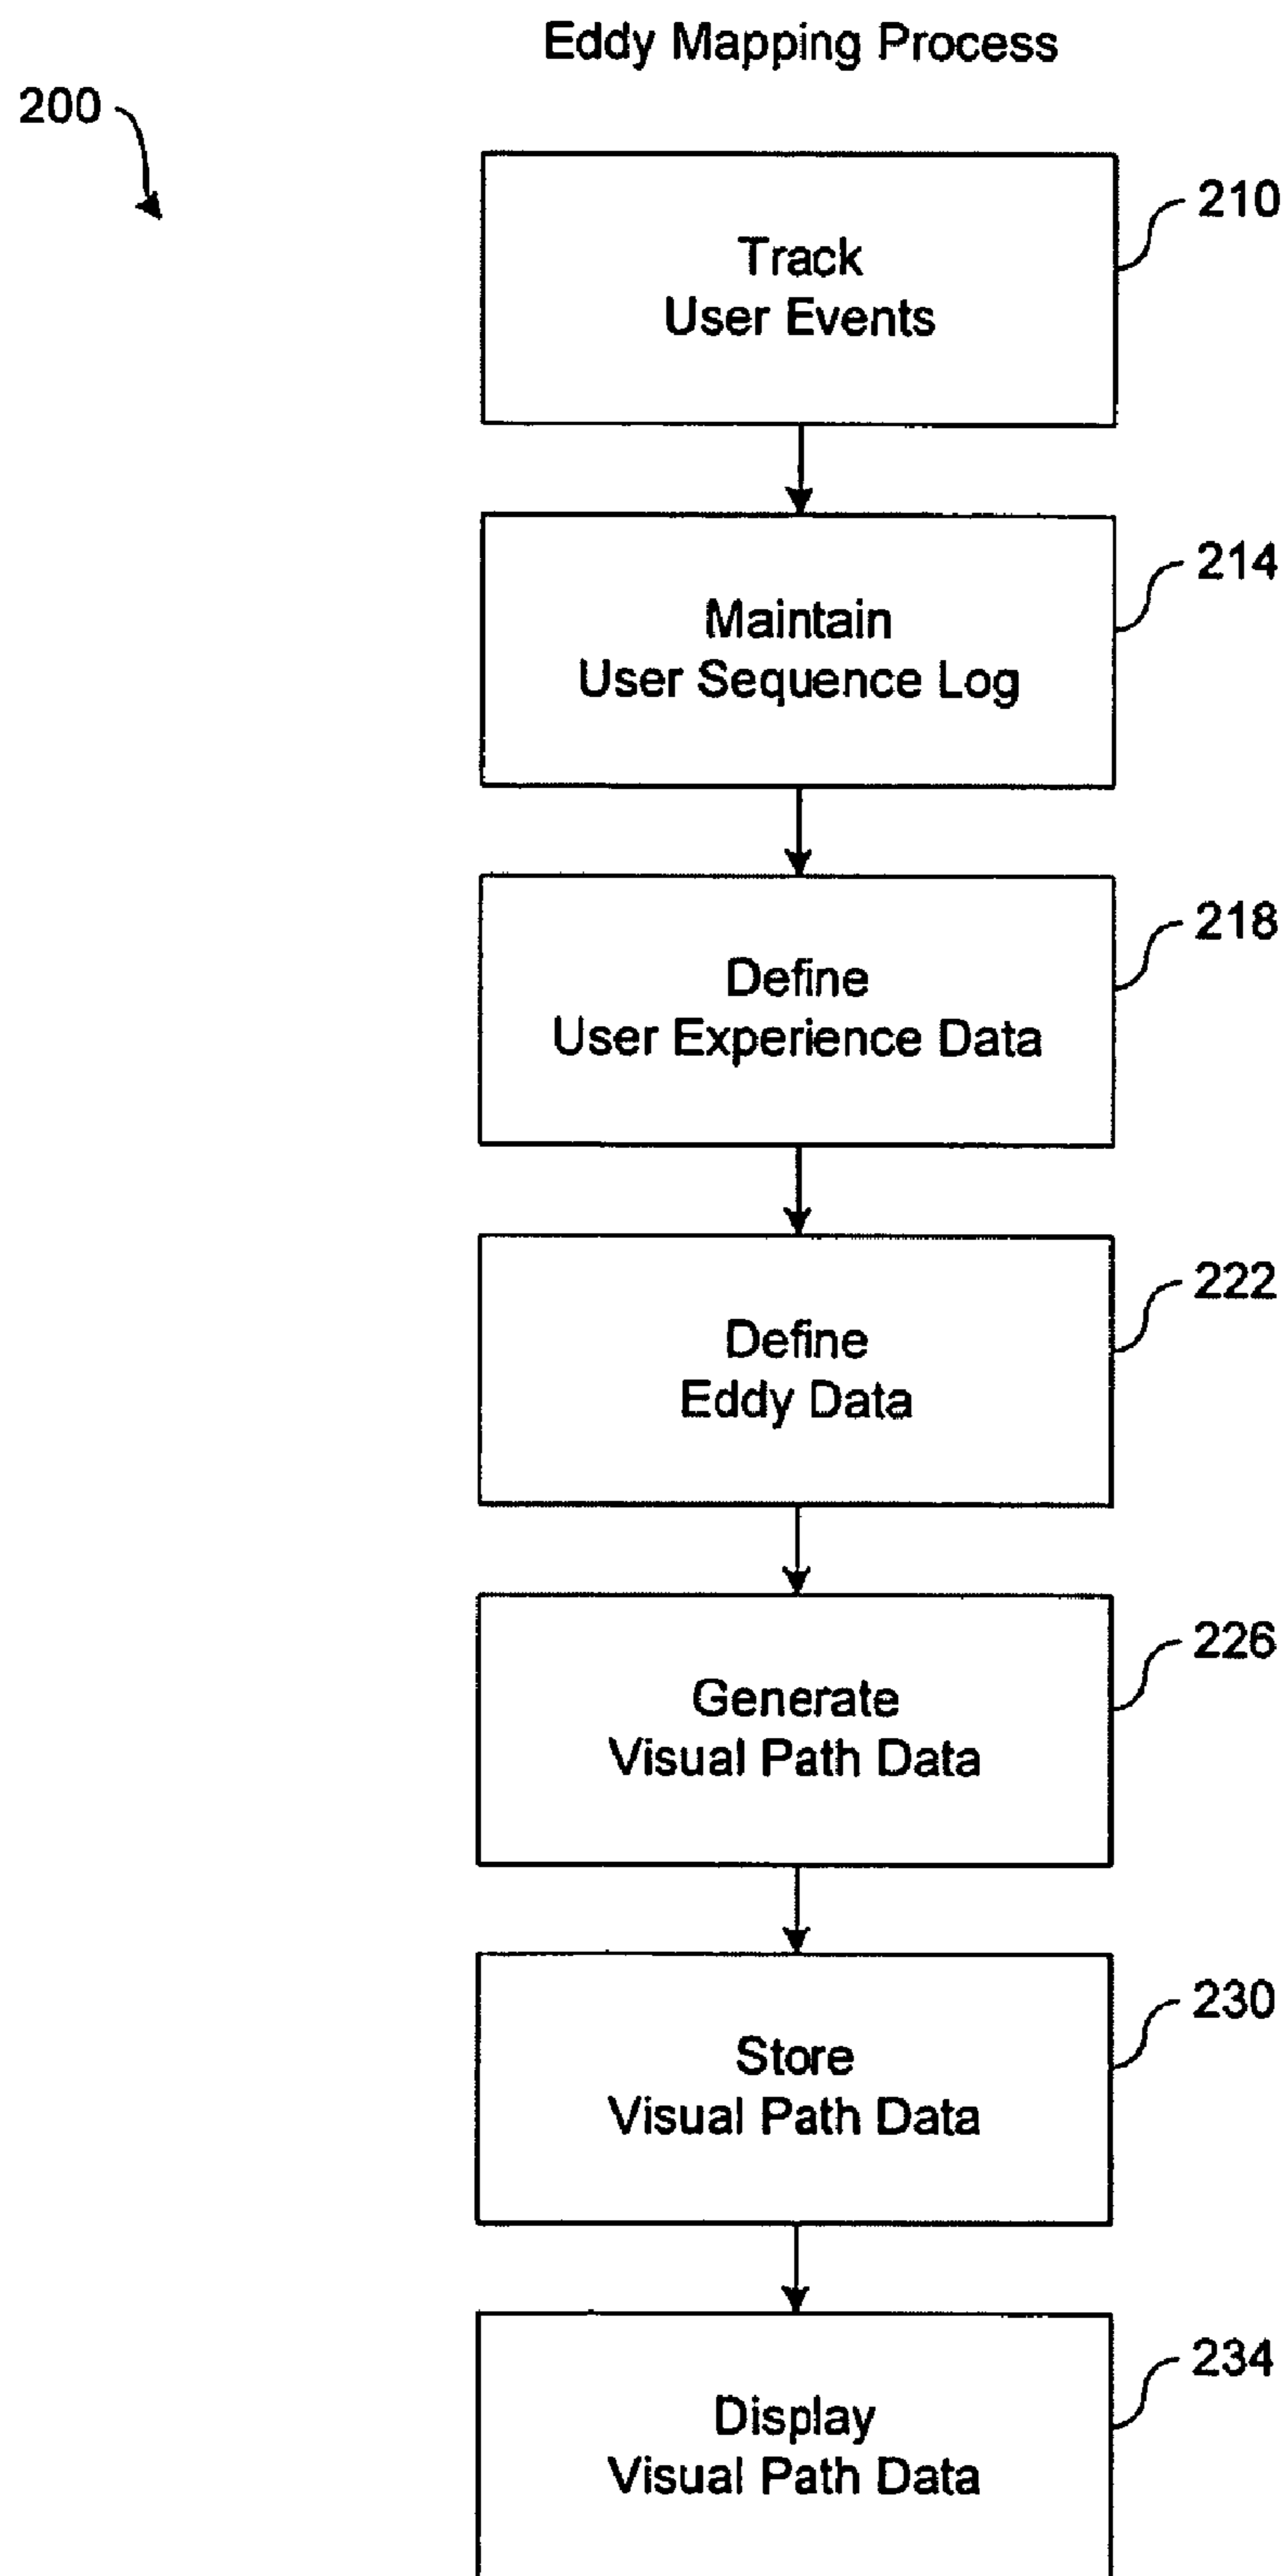 Eddy Mapping Process
200
Track
User Events
210
Maintain
User Sequence Log
214
Define
User Experience Data
218
Define
Eddy Data
222
Generate
Visual Path Data
226
Store
Visual Path Data
230
Display
Visual Path Data
234